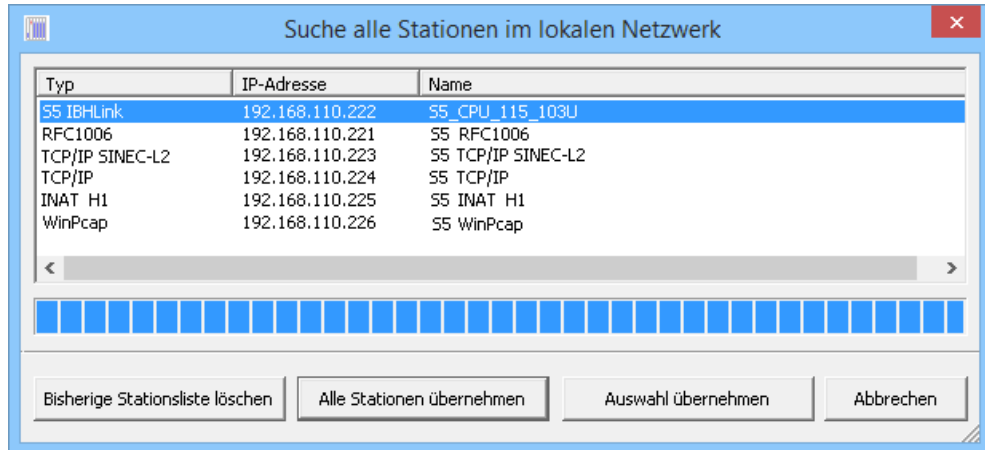 Suche alle Stationen im lokalen Netzwerk
Typ IP-Adresse Name
S5 IBHLink 192.168.110.222 S5_CPU_115_103U
RFC1006 192.168.110.221 S5 RFC1006
TCP/IP SINEC-L2 192.168.110.223 S5 TCP/IP SINEC-L2
TCP/IP 192.168.110.224 S5 TCP/IP
INAT H1 192.168.110.225 S5 INAT H1
WinPcap 192.168.110.226 S5 WinPcap
Bisherige Stationsliste löschen Alle Stationen übernehmen Auswahl übernehmen Abbrechen